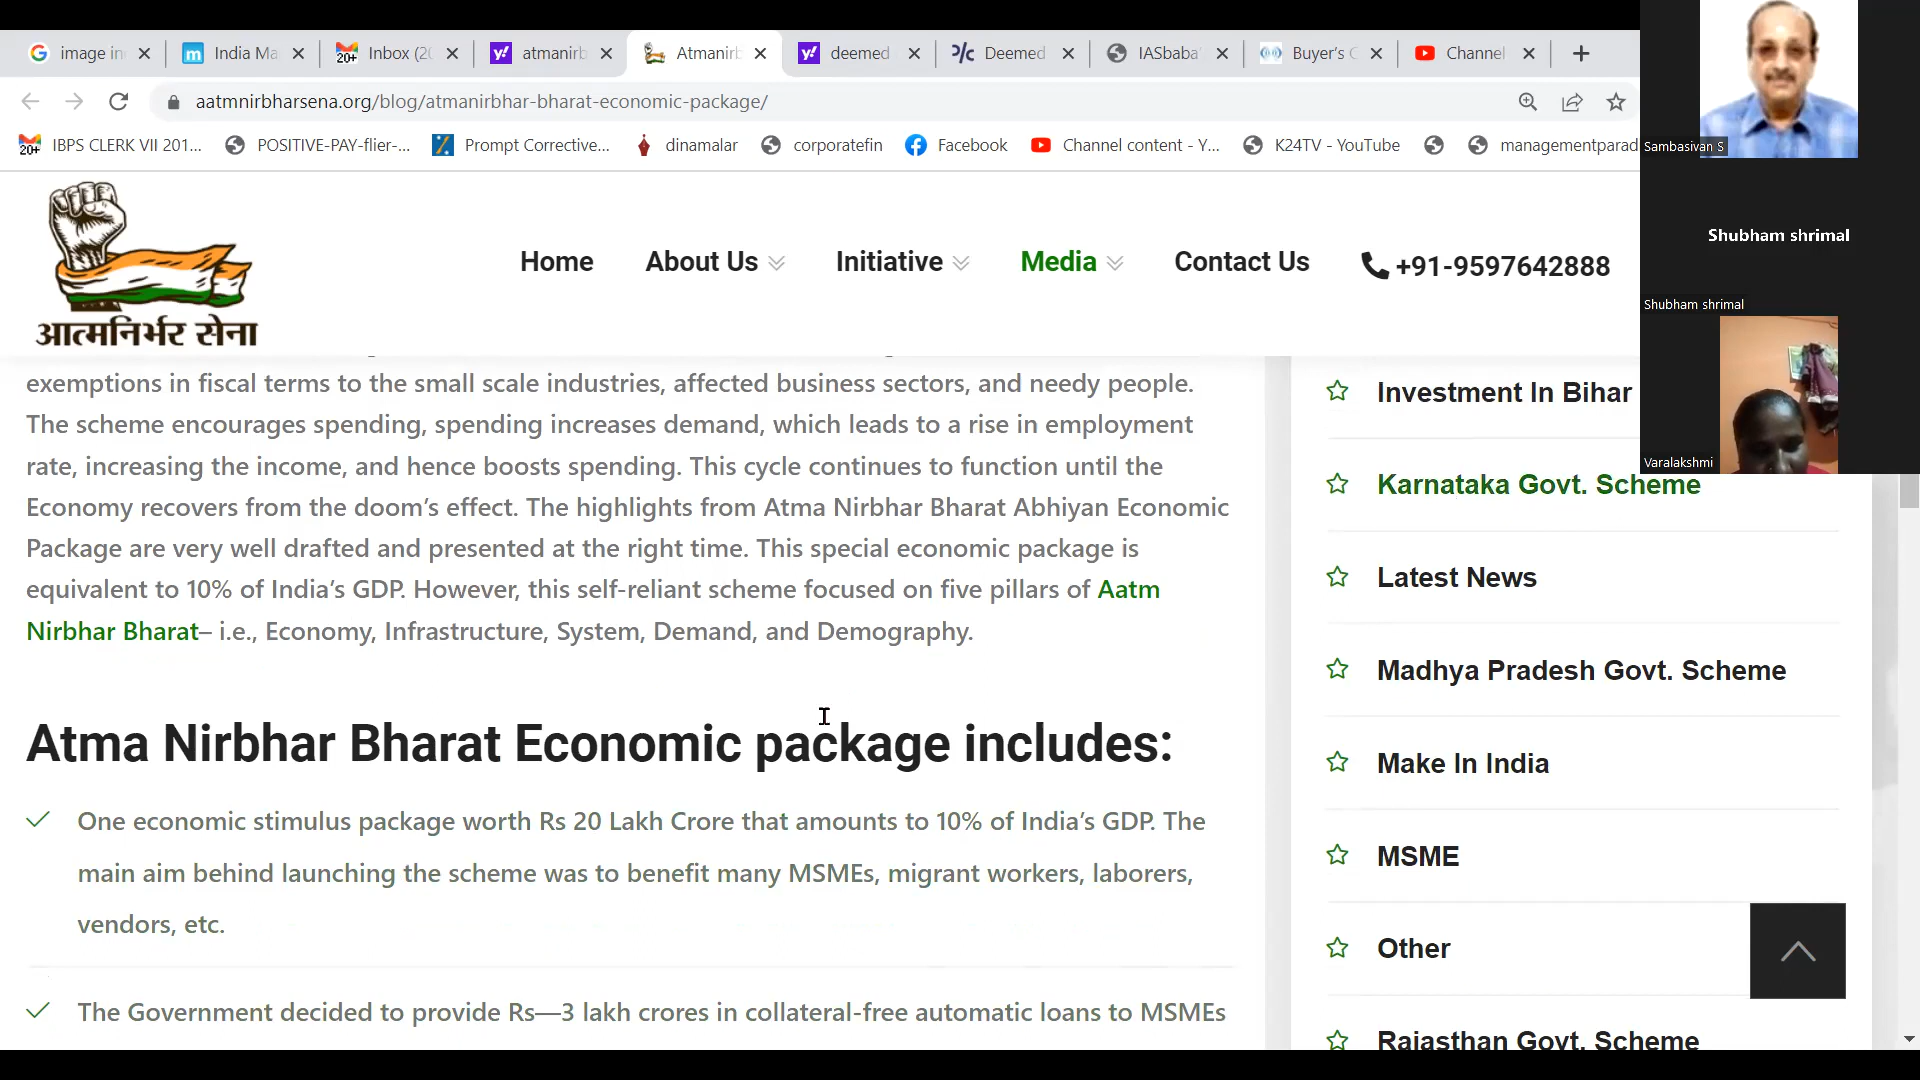 image in
India Ma
Inbox (20
atmanirb
Atmanirb
deemed
Deemed
IASbaba'
Buyer's G
Channel
aatmnirbharsena.org/blog/atmanirbhar-bharat-economic-package/
IBPS CLERK VII 201...
POSITIVE-PAY-flier-...
Prompt Corrective...
dinamalar
corporatefin
Facebook
Channel content - Y...
K24TV - YouTube
managementparad
Sambasivan S
Shubham shrimal
Shubham shrimal
Varalakshmi
आत्मनिर्भर सेना
Home
About Us
Initiative
Media
Contact Us
+91-9597642888
exemptions in fiscal terms to the small scale industries, affected business sectors, and needy people.
The scheme encourages spending, spending increases demand, which leads to a rise in employment
rate, increasing the income, and hence boosts spending. This cycle continues to function until the
Economy recovers from the doom's effect. The highlights from Atma Nirbhar Bharat Abhiyan Economic
Package are very well drafted and presented at the right time. This special economic package is
equivalent to 10% of India's GDP. However, this self-reliant scheme focused on five pillars of Aatm
Nirbhar Bharat– i.e., Economy, Infrastructure, System, Demand, and Demography.
Atma Nirbhar Bharat Economic package includes:
One economic stimulus package worth Rs 20 Lakh Crore that amounts to 10% of India's GDP. The
main aim behind launching the scheme was to benefit many MSMEs, migrant workers, laborers,
vendors, etc.
The Government decided to provide Rs—3 lakh crores in collateral-free automatic loans to MSMEs
Investment In Bihar
Karnataka Govt. Scheme
Latest News
Madhya Pradesh Govt. Scheme
Make In India
MSME
Other
Rajasthan Govt. Scheme